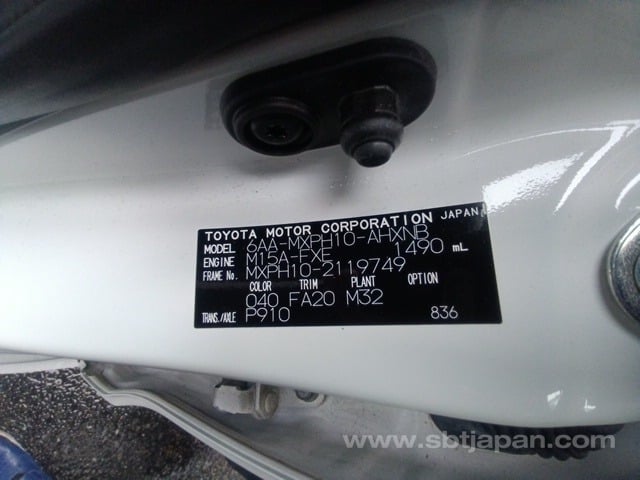 TOYOTA MOTOR CORPORATION JAPAN
MODEL 6AA-MXPH10-AHXNB
ENGINE M15A-FXE 1490 mL
FRAME No. MXPH10-2119749
COLOR TRIM PLANT OPTION
040 FA20 M32
TRANS./AXLE P910 836
www.sbtjapan.com